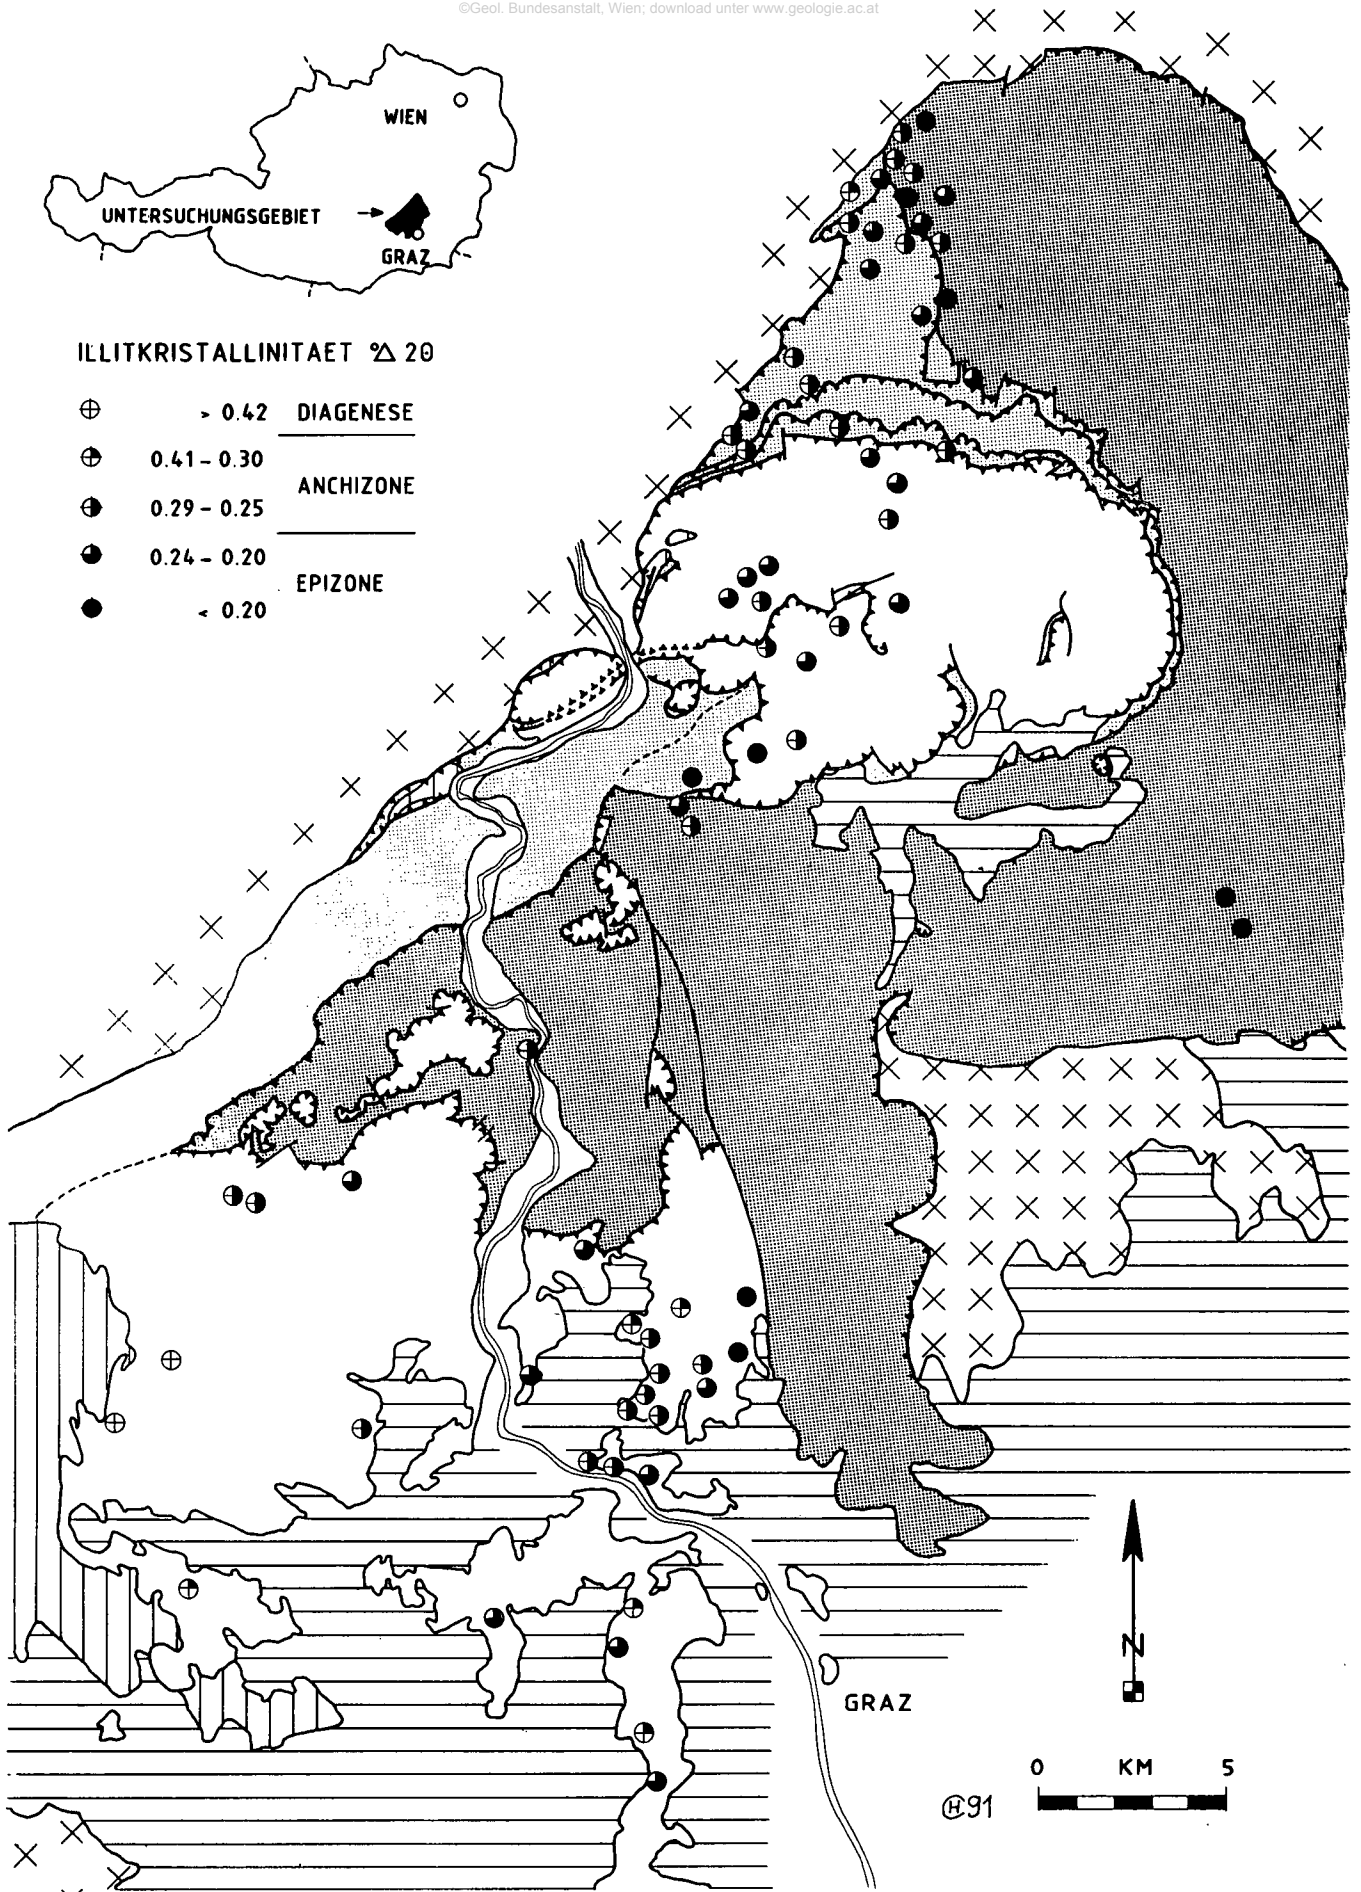 ©Geol. Bundesanstalt, Wien; download unter www.geologie.ac.at
WIEN
UNTERSUCHUNGSGEBIET
GRAZ
ILLITKRISTALLINITAET °Δ 2θ
> 0.42 DIAGENESE
0.41 – 0.30
ANCHIZONE
0.29 – 0.25
0.24 – 0.20
EPIZONE
< 0.20
N
GRAZ
0 KM 5
H 91